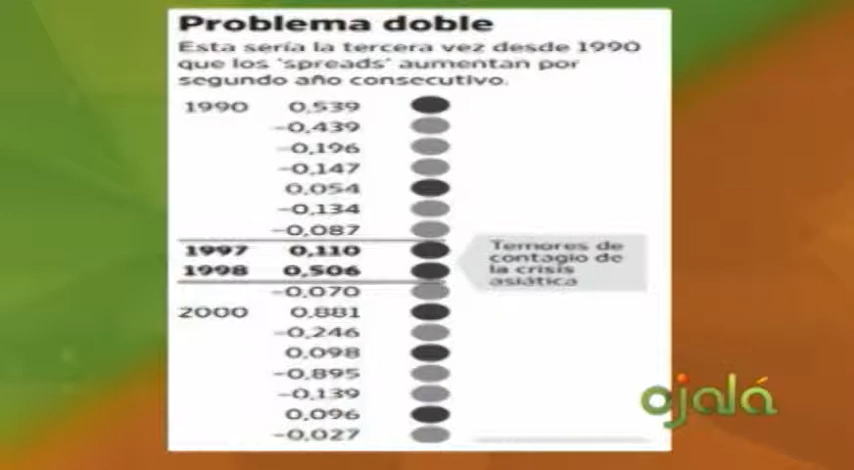 Problema doble
Esta sería la tercera vez desde 1990
que los 'spreads' aumentan por
segundo año consecutivo.
1990 0,539
-0,439
-0,196
-0,147
0,054
-0,134
-0,087
1997 0,110
1998 0,506
Temores de
contagio de
la crisis
asiática
-0,070
2000 0,881
-0,246
0,098
-0,895
-0,139
0,096
-0,027
ojalá